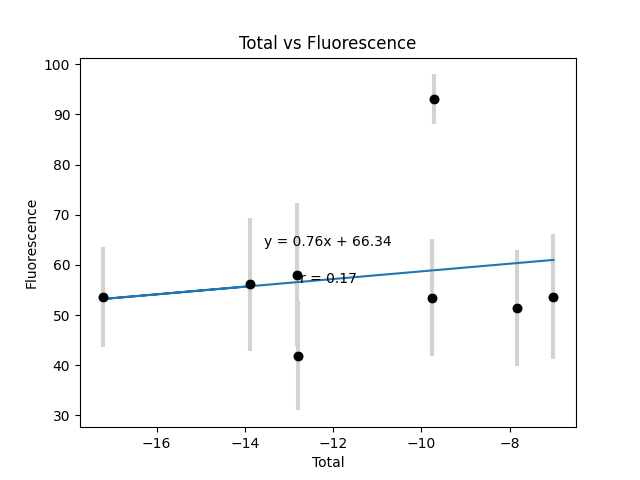 Total vs Fluorescence
100
90
80
70
60
50
40
30
Fluorescence
y = 0.76x + 66.34
r = 0.17
−16
−14
−12
−10
−8
Total